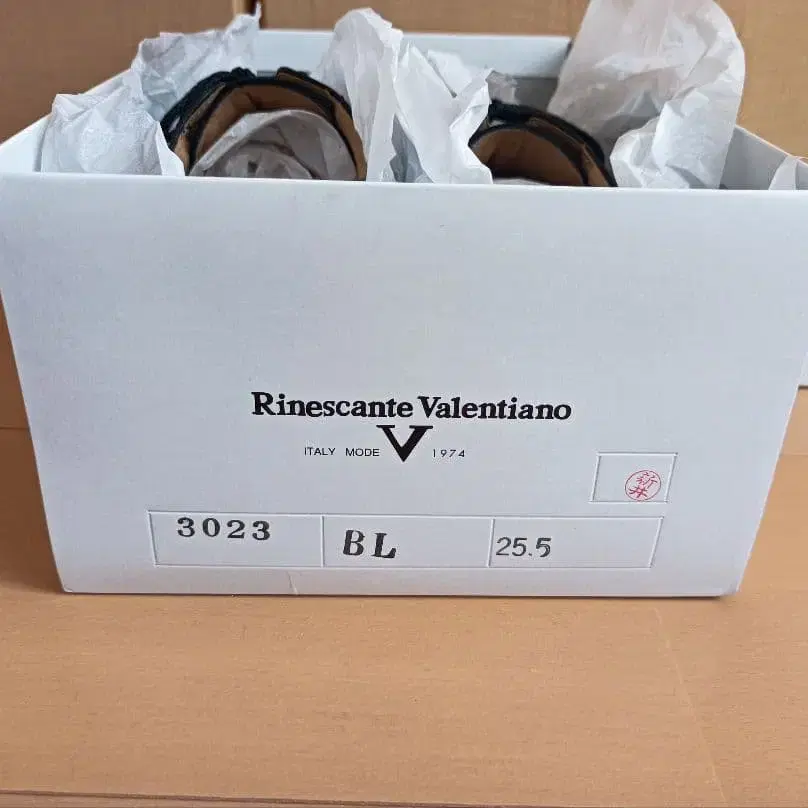 Rinescante Valentiano
ITALY MODE V 1974
新井
3023 BL 25.5